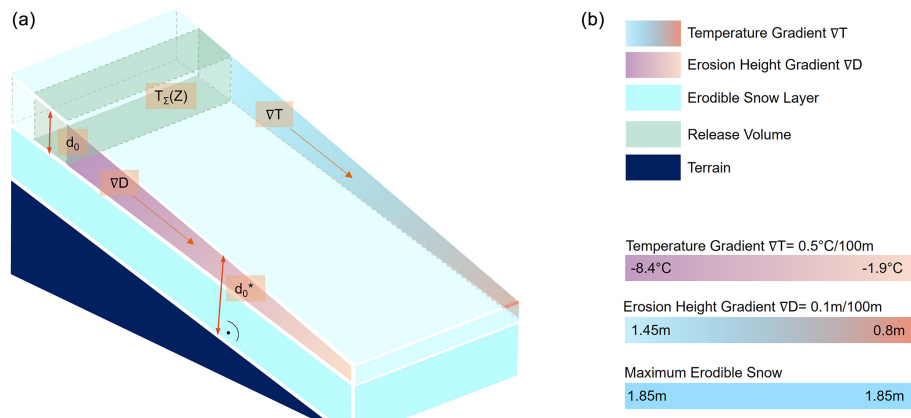 (a)
T_Σ̄(Z)
d₀
∇T
∇D
d₀*
(b)
Temperature Gradient ∇T
Erosion Height Gradient ∇D
Erodible Snow Layer
Release Volume
Terrain
Temperature Gradient ∇T= 0.5°C/100m
-8.4°C -1.9°C
Erosion Height Gradient ∇D= 0.1m/100m
1.45m 0.8m
Maximum Erodible Snow
1.85m 1.85m